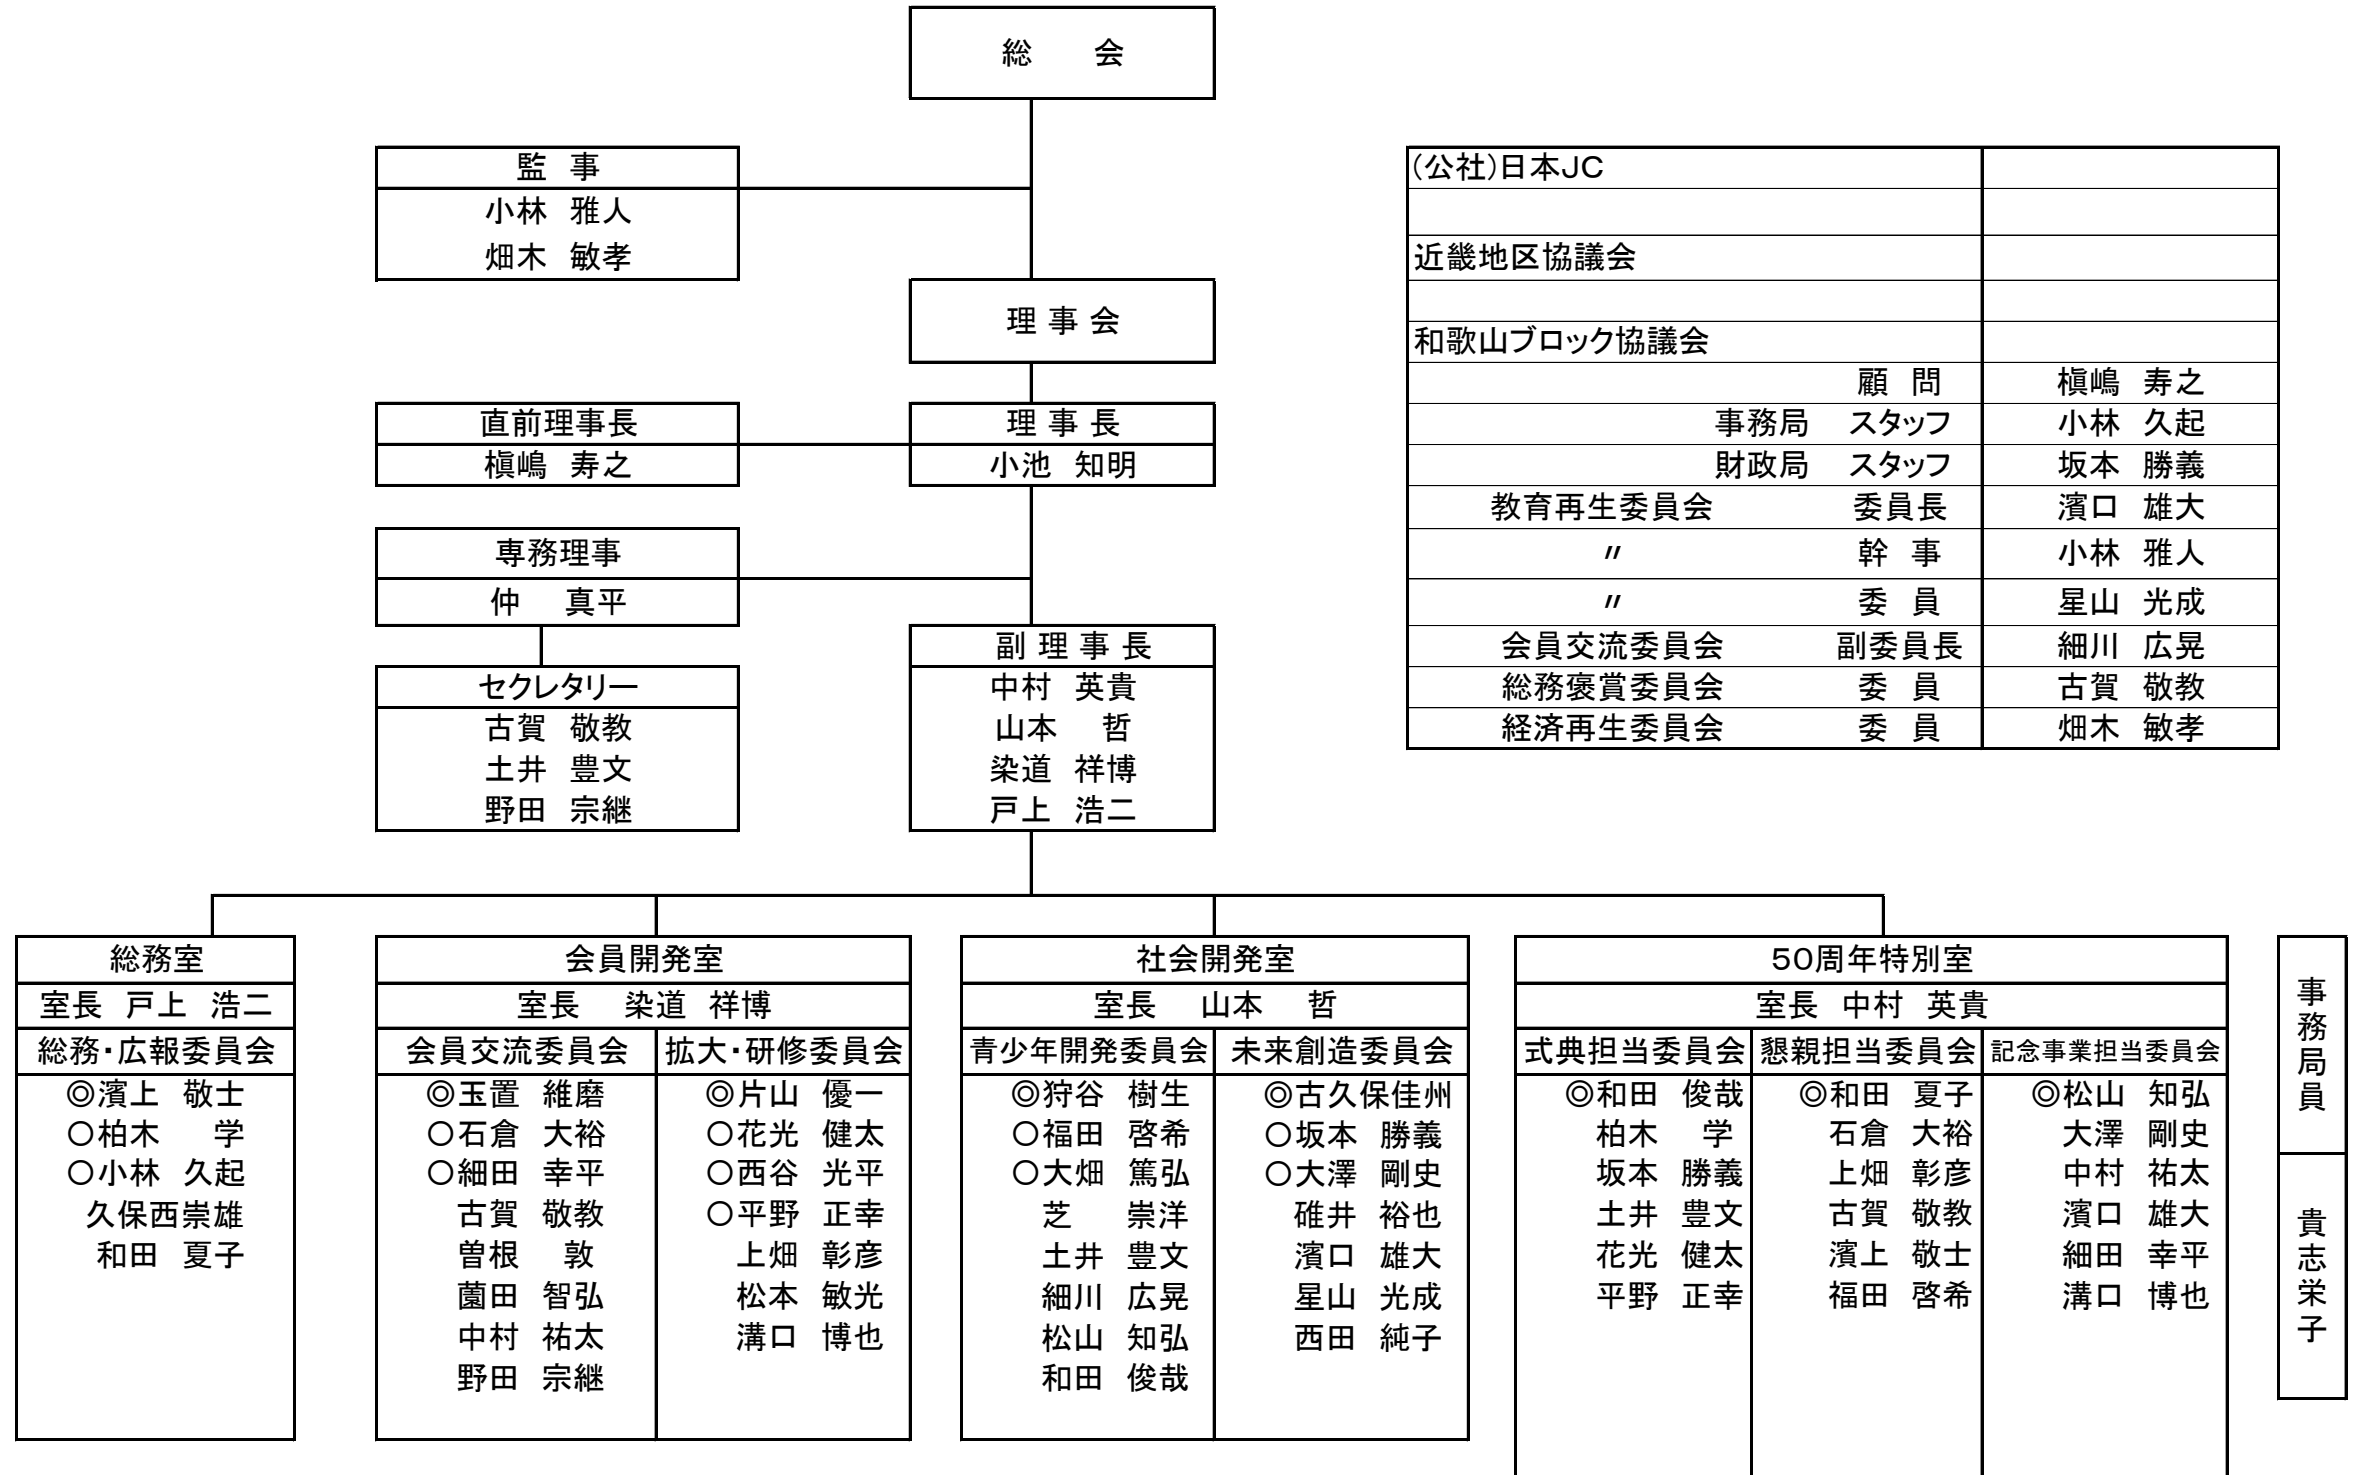 総　会
監 事
小林 雅人
畑木 敏孝
理 事 会
直前理事長
槇嶋 寿之
理 事 長
小池 知明
専務理事
仲 真平
セクレタリー
古賀 敬教
土井 豊文
野田 宗継
副 理 事 長
中村 英貴
山本 哲
染道 祥博
戸上 浩二
(公社)日本JC
近畿地区協議会
和歌山ブロック協議会
顧 問 槇嶋 寿之
事務局 スタッフ 小林 久起
財政局 スタッフ 坂本 勝義
教育再生委員会 委員長 濱口 雄大
〃 幹 事 小林 雅人
〃 委 員 星山 光成
会員交流委員会 副委員長 細川 広晃
総務褒賞委員会 委 員 古賀 敬教
経済再生委員会 委 員 畑木 敏孝
総務室
室長 戸上 浩二
総務・広報委員会
◎濱上 敬士
○柏木 学
○小林 久起
久保西崇雄
和田 夏子
会員開発室
室長 染道 祥博
会員交流委員会
◎玉置 維磨
○石倉 大裕
○細田 幸平
古賀 敬教
曽根 敦
薗田 智弘
中村 祐太
野田 宗継
拡大・研修委員会
◎片山 優一
○花光 健太
○西谷 光平
○平野 正幸
上畑 彰彦
松本 敏光
溝口 博也
社会開発室
室長 山本 哲
青少年開発委員会
◎狩谷 樹生
○福田 啓希
○大畑 篤弘
芝 崇洋
土井 豊文
細川 広晃
松山 知弘
和田 俊哉
未来創造委員会
◎古久保佳州
○坂本 勝義
○大澤 剛史
碓井 裕也
濱口 雄大
星山 光成
西田 純子
50周年特別室
室長 中村 英貴
式典担当委員会
◎和田 俊哉
柏木 学
坂本 勝義
土井 豊文
花光 健太
平野 正幸
懇親担当委員会
◎和田 夏子
石倉 大裕
上畑 彰彦
古賀 敬教
濱上 敬士
福田 啓希
記念事業担当委員会
◎松山 知弘
大澤 剛史
中村 祐太
濱口 雄大
細田 幸平
溝口 博也
事務局員
貴志栄子